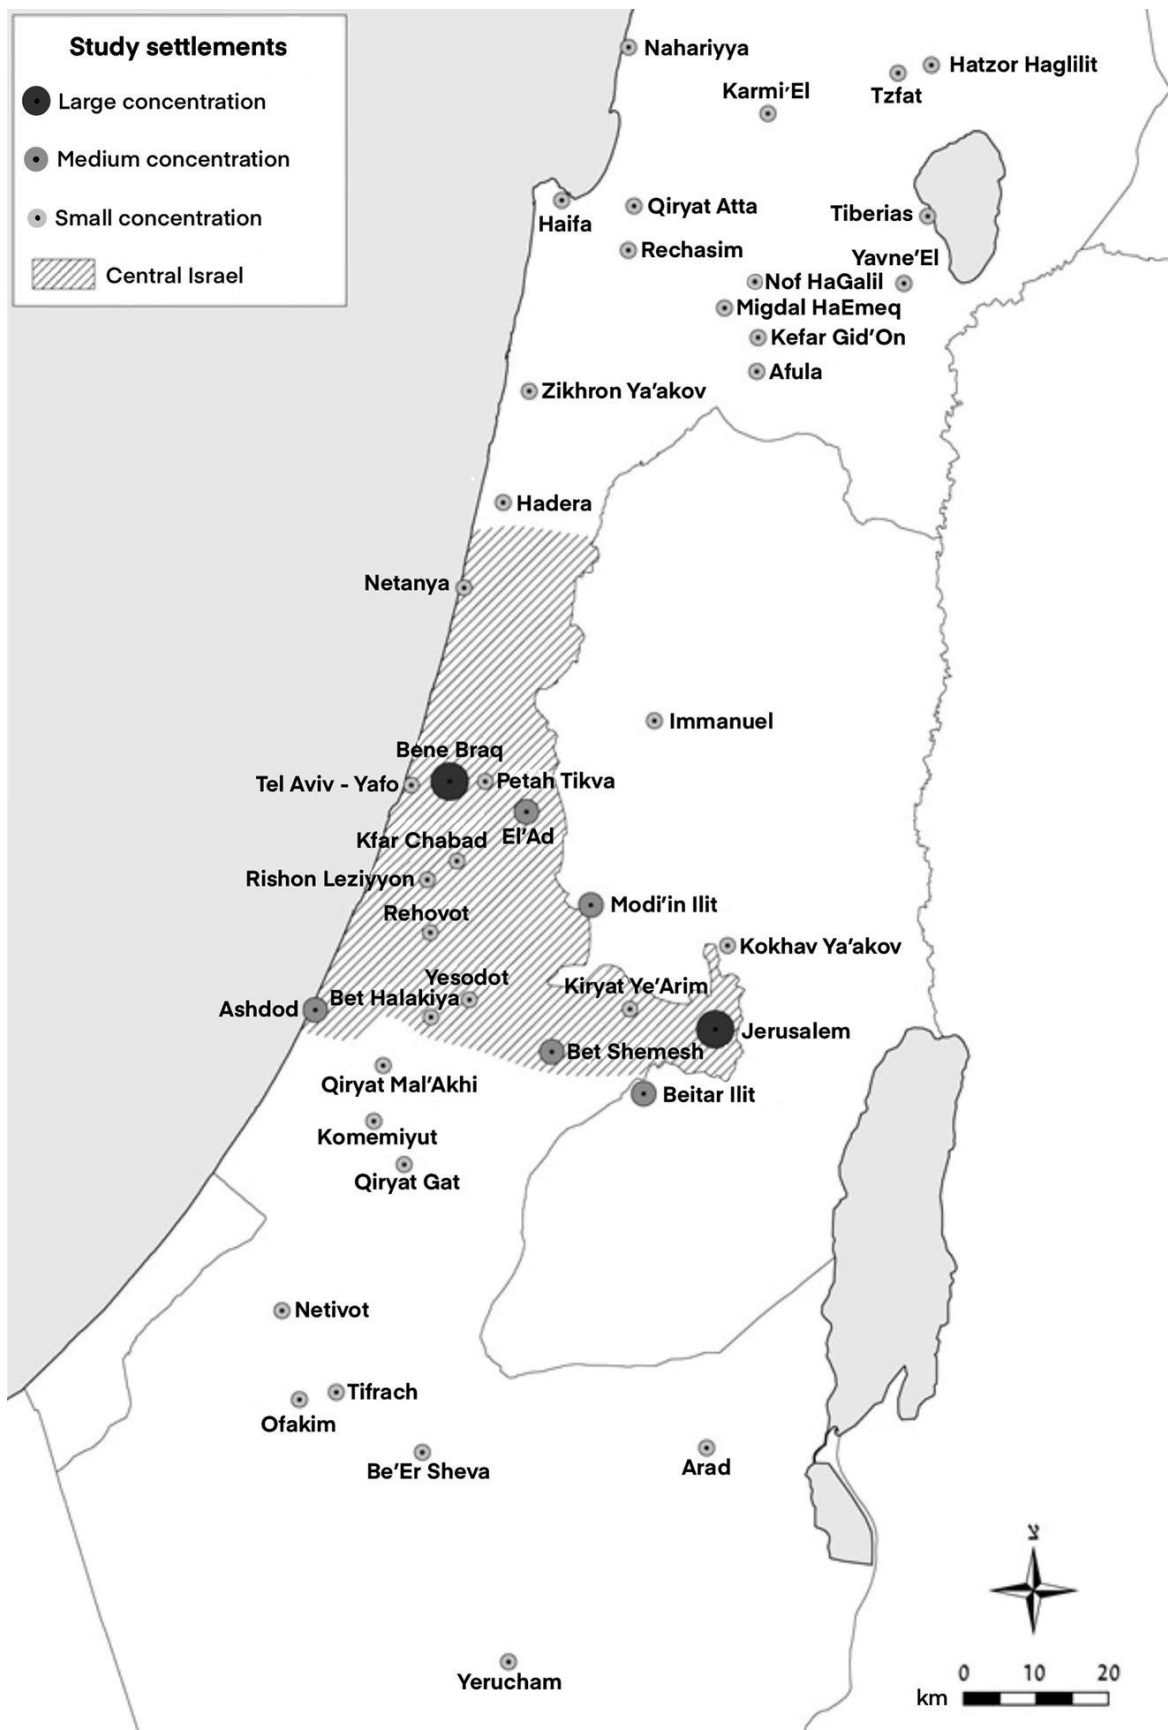 Study settlements
Large concentration
Medium concentration
Small concentration
Central Israel
Nahariyya
Hatzor Haglilit
Tzfat
Karmi'El
Haifa
Qiryat Atta
Tiberias
Rechasim
Yavne'El
Nof HaGalil
Migdal HaEmeq
Kefar Gid'On
Afula
Zikhron Ya'akov
Hadera
Netanya
Immanuel
Bene Braq
Tel Aviv - Yafo
Petah Tikva
El'Ad
Kfar Chabad
Rishon Leziyyon
Modi'in Ilit
Rehovot
Kokhav Ya'akov
Yesodot
Kiryat Ye'Arim
Bet Halakiya
Ashdod
Jerusalem
Bet Shemesh
Qiryat Mal'Akhi
Beitar Ilit
Komemiyut
Qiryat Gat
Netivot
Tifrach
Ofakim
Be'Er Sheva
Arad
Yerucham
0 10 20
km